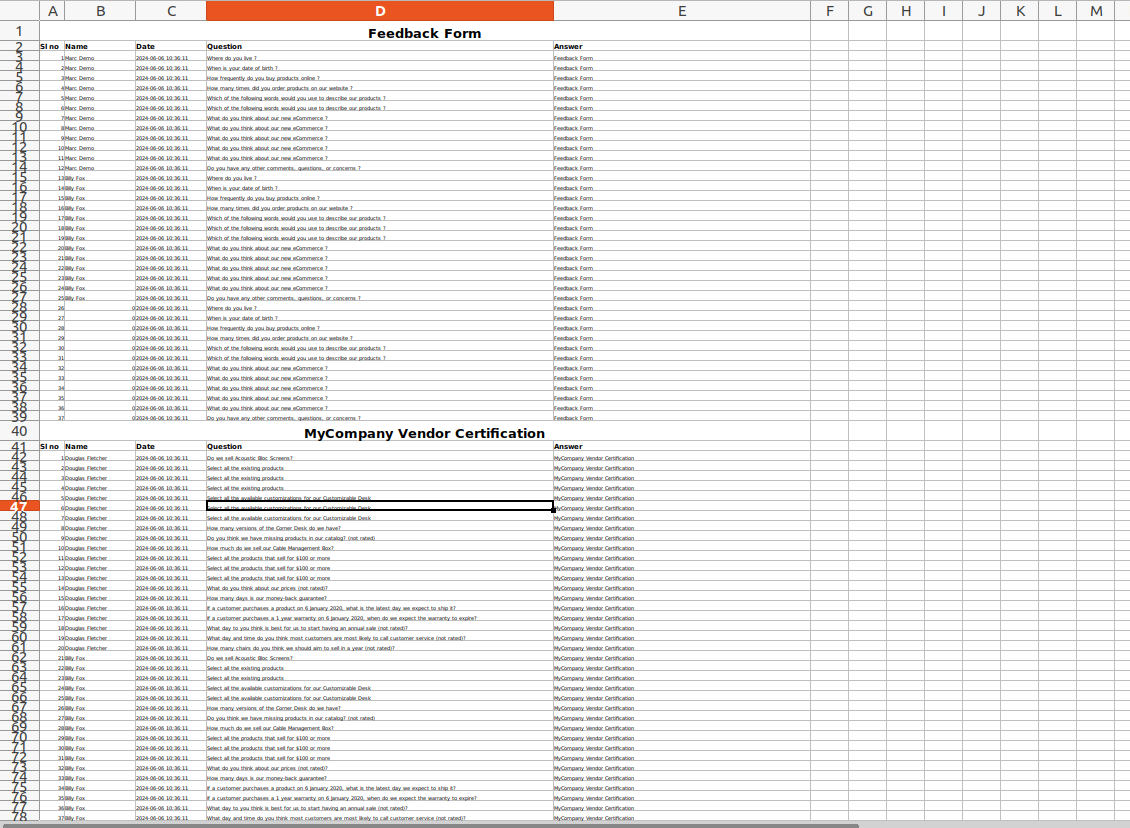 A B C D E F G H I J K L M
1 Feedback Form
2 Sl no Name Date Question Answer
3 1 Marc Demo 2024-06-06 10:36:11 Where do you live ? Feedback Form
4 2 Marc Demo 2024-06-06 10:36:11 When is your date of birth ? Feedback Form
5 3 Marc Demo 2024-06-06 10:36:11 How frequently do you buy products online ? Feedback Form
6 4 Marc Demo 2024-06-06 10:36:11 How many times did you order products on our website ? Feedback Form
7 5 Marc Demo 2024-06-06 10:36:11 Which of the following words would you use to describe our products ? Feedback Form
8 6 Marc Demo 2024-06-06 10:36:11 Which of the following words would you use to describe our products ? Feedback Form
9 7 Marc Demo 2024-06-06 10:36:11 What do you think about our new eCommerce ? Feedback Form
10 8 Marc Demo 2024-06-06 10:36:11 What do you think about our new eCommerce ? Feedback Form
11 9 Marc Demo 2024-06-06 10:36:11 What do you think about our new eCommerce ? Feedback Form
12 10 Marc Demo 2024-06-06 10:36:11 What do you think about our new eCommerce ? Feedback Form
13 11 Marc Demo 2024-06-06 10:36:11 What do you think about our new eCommerce ? Feedback Form
14 12 Marc Demo 2024-06-06 10:36:11 Do you have any other comments, questions, or concerns ? Feedback Form
15 13 Billy Fox 2024-06-06 10:36:11 Where do you live ? Feedback Form
16 14 Billy Fox 2024-06-06 10:36:11 When is your date of birth ? Feedback Form
17 15 Billy Fox 2024-06-06 10:36:11 How frequently do you buy products online ? Feedback Form
18 16 Billy Fox 2024-06-06 10:36:11 How many times did you order products on our website ? Feedback Form
19 17 Billy Fox 2024-06-06 10:36:11 Which of the following words would you use to describe our products ? Feedback Form
20 18 Billy Fox 2024-06-06 10:36:11 Which of the following words would you use to describe our products ? Feedback Form
21 19 Billy Fox 2024-06-06 10:36:11 Which of the following words would you use to describe our products ? Feedback Form
22 20 Billy Fox 2024-06-06 10:36:11 What do you think about our new eCommerce ? Feedback Form
23 21 Billy Fox 2024-06-06 10:36:11 What do you think about our new eCommerce ? Feedback Form
24 22 Billy Fox 2024-06-06 10:36:11 What do you think about our new eCommerce ? Feedback Form
25 23 Billy Fox 2024-06-06 10:36:11 What do you think about our new eCommerce ? Feedback Form
26 24 Billy Fox 2024-06-06 10:36:11 What do you think about our new eCommerce ? Feedback Form
27 25 Billy Fox 2024-06-06 10:36:11 Do you have any other comments, questions, or concerns ? Feedback Form
28 26 0 2024-06-06 10:36:11 Where do you live ? Feedback Form
29 27 0 2024-06-06 10:36:11 When is your date of birth ? Feedback Form
30 28 0 2024-06-06 10:36:11 How frequently do you buy products online ? Feedback Form
31 29 0 2024-06-06 10:36:11 How many times did you order products on our website ? Feedback Form
32 30 0 2024-06-06 10:36:11 Which of the following words would you use to describe our products ? Feedback Form
33 31 0 2024-06-06 10:36:11 Which of the following words would you use to describe our products ? Feedback Form
34 32 0 2024-06-06 10:36:11 What do you think about our new eCommerce ? Feedback Form
35 33 0 2024-06-06 10:36:11 What do you think about our new eCommerce ? Feedback Form
36 34 0 2024-06-06 10:36:11 What do you think about our new eCommerce ? Feedback Form
37 35 0 2024-06-06 10:36:11 What do you think about our new eCommerce ? Feedback Form
38 36 0 2024-06-06 10:36:11 What do you think about our new eCommerce ? Feedback Form
39 37 0 2024-06-06 10:36:11 Do you have any other comments, questions, or concerns ? Feedback Form
40 MyCompany Vendor Certification
41 Sl no Name Date Question Answer
42 1 Douglas Fletcher 2024-06-06 10:36:11 Do we sell Acoustic Bloc Screens? MyCompany Vendor Certification
43 2 Douglas Fletcher 2024-06-06 10:36:11 Select all the existing products MyCompany Vendor Certification
44 3 Douglas Fletcher 2024-06-06 10:36:11 Select all the existing products MyCompany Vendor Certification
45 4 Douglas Fletcher 2024-06-06 10:36:11 Select all the existing products MyCompany Vendor Certification
46 5 Douglas Fletcher 2024-06-06 10:36:11 Select all the available customizations for our Customizable Desk MyCompany Vendor Certification
47 6 Douglas Fletcher 2024-06-06 10:36:11 Select all the available customizations for our Customizable Desk MyCompany Vendor Certification
48 7 Douglas Fletcher 2024-06-06 10:36:11 Select all the available customizations for our Customizable Desk MyCompany Vendor Certification
49 8 Douglas Fletcher 2024-06-06 10:36:11 How many versions of the Corner Desk do we have? MyCompany Vendor Certification
50 9 Douglas Fletcher 2024-06-06 10:36:11 Do you think we have missing products in our catalog? (not rated) MyCompany Vendor Certification
51 10 Douglas Fletcher 2024-06-06 10:36:11 How much do we sell our Cable Management Box? MyCompany Vendor Certification
52 11 Douglas Fletcher 2024-06-06 10:36:11 Select all the products that sell for $100 or more MyCompany Vendor Certification
53 12 Douglas Fletcher 2024-06-06 10:36:11 Select all the products that sell for $100 or more MyCompany Vendor Certification
54 13 Douglas Fletcher 2024-06-06 10:36:11 Select all the products that sell for $100 or more MyCompany Vendor Certification
55 14 Douglas Fletcher 2024-06-06 10:36:11 What do you think about our prices (not rated)? MyCompany Vendor Certification
56 15 Douglas Fletcher 2024-06-06 10:36:11 How many days is our money-back guarantee? MyCompany Vendor Certification
57 16 Douglas Fletcher 2024-06-06 10:36:11 If a customer purchases a product on 6 January 2020, what is the latest day we expect to ship it? MyCompany Vendor Certification
58 17 Douglas Fletcher 2024-06-06 10:36:11 If a customer purchases a 1 year warranty on 6 January 2020, when do we expect the warranty to expire? MyCompany Vendor Certification
59 18 Douglas Fletcher 2024-06-06 10:36:11 What day to you think is best for us to start having an annual sale (not rated)? MyCompany Vendor Certification
60 19 Douglas Fletcher 2024-06-06 10:36:11 What day and time do you think most customers are most likely to call customer service (not rated)? MyCompany Vendor Certification
61 20 Douglas Fletcher 2024-06-06 10:36:11 How many chairs do you think we should aim to sell in a year (not rated)? MyCompany Vendor Certification
62 21 Billy Fox 2024-06-06 10:36:11 Do we sell Acoustic Bloc Screens? MyCompany Vendor Certification
63 22 Billy Fox 2024-06-06 10:36:11 Select all the existing products MyCompany Vendor Certification
64 23 Billy Fox 2024-06-06 10:36:11 Select all the existing products MyCompany Vendor Certification
65 24 Billy Fox 2024-06-06 10:36:11 Select all the available customizations for our Customizable Desk MyCompany Vendor Certification
66 25 Billy Fox 2024-06-06 10:36:11 Select all the available customizations for our Customizable Desk MyCompany Vendor Certification
67 26 Billy Fox 2024-06-06 10:36:11 How many versions of the Corner Desk do we have? MyCompany Vendor Certification
68 27 Billy Fox 2024-06-06 10:36:11 Do you think we have missing products in our catalog? (not rated) MyCompany Vendor Certification
69 28 Billy Fox 2024-06-06 10:36:11 How much do we sell our Cable Management Box? MyCompany Vendor Certification
70 29 Billy Fox 2024-06-06 10:36:11 Select all the products that sell for $100 or more MyCompany Vendor Certification
71 30 Billy Fox 2024-06-06 10:36:11 Select all the products that sell for $100 or more MyCompany Vendor Certification
72 31 Billy Fox 2024-06-06 10:36:11 Select all the products that sell for $100 or more MyCompany Vendor Certification
73 32 Billy Fox 2024-06-06 10:36:11 What do you think about our prices (not rated)? MyCompany Vendor Certification
74 33 Billy Fox 2024-06-06 10:36:11 How many days is our money-back guarantee? MyCompany Vendor Certification
75 34 Billy Fox 2024-06-06 10:36:11 If a customer purchases a product on 6 January 2020, what is the latest day we expect to ship it? MyCompany Vendor Certification
76 35 Billy Fox 2024-06-06 10:36:11 If a customer purchases a 1 year warranty on 6 January 2020, when do we expect the warranty to expire? MyCompany Vendor Certification
77 36 Billy Fox 2024-06-06 10:36:11 What day to you think is best for us to start having an annual sale (not rated)? MyCompany Vendor Certification
78 37 Billy Fox 2024-06-06 10:36:11 What day and time do you think most customers are most likely to call customer service (not rated)? MyCompany Vendor Certification